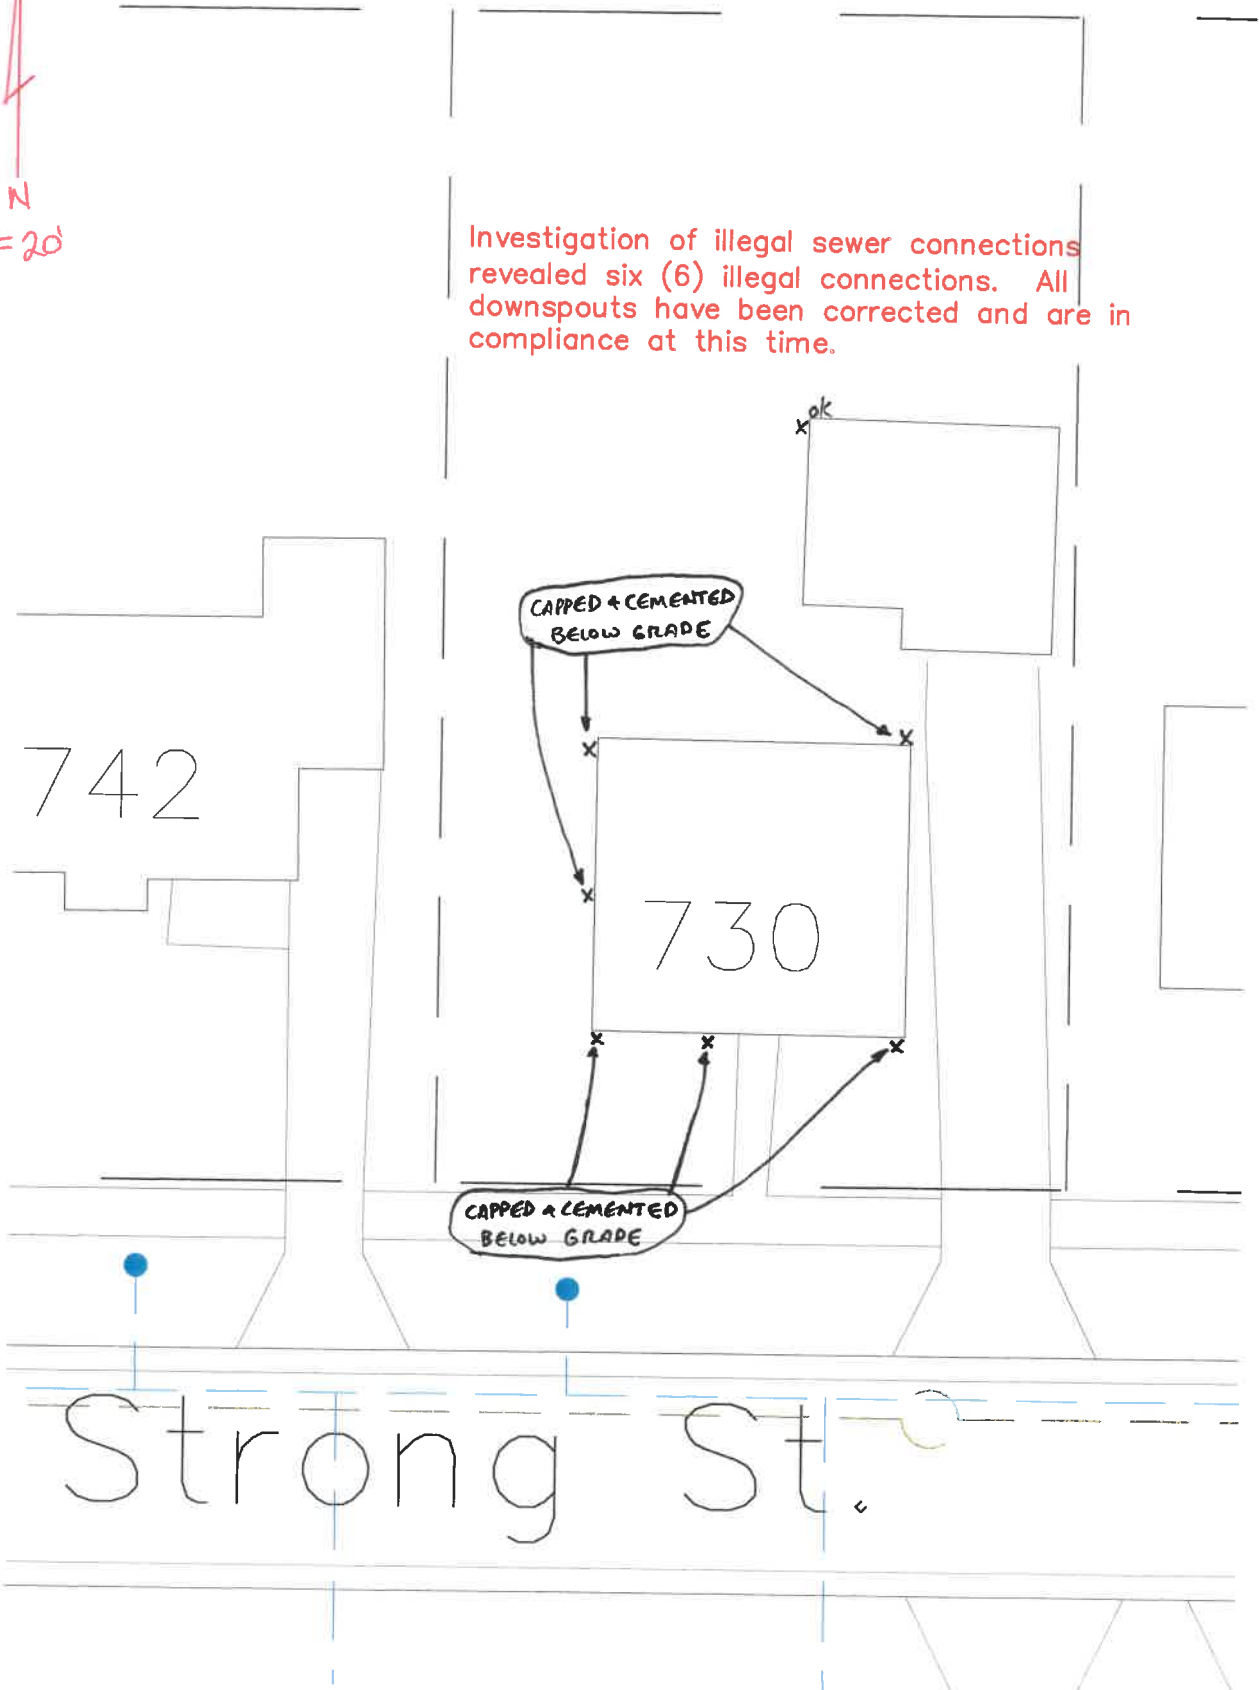 N
=20'
Investigation of illegal sewer connections
revealed six (6) illegal connections. All
downspouts have been corrected and are in
compliance at this time.
x ok
CAPPED & CEMENTED
BELOW GRADE
x
x
742
x
730
x
x
x
CAPPED & CEMENTED
BELOW GRADE
Strong St.